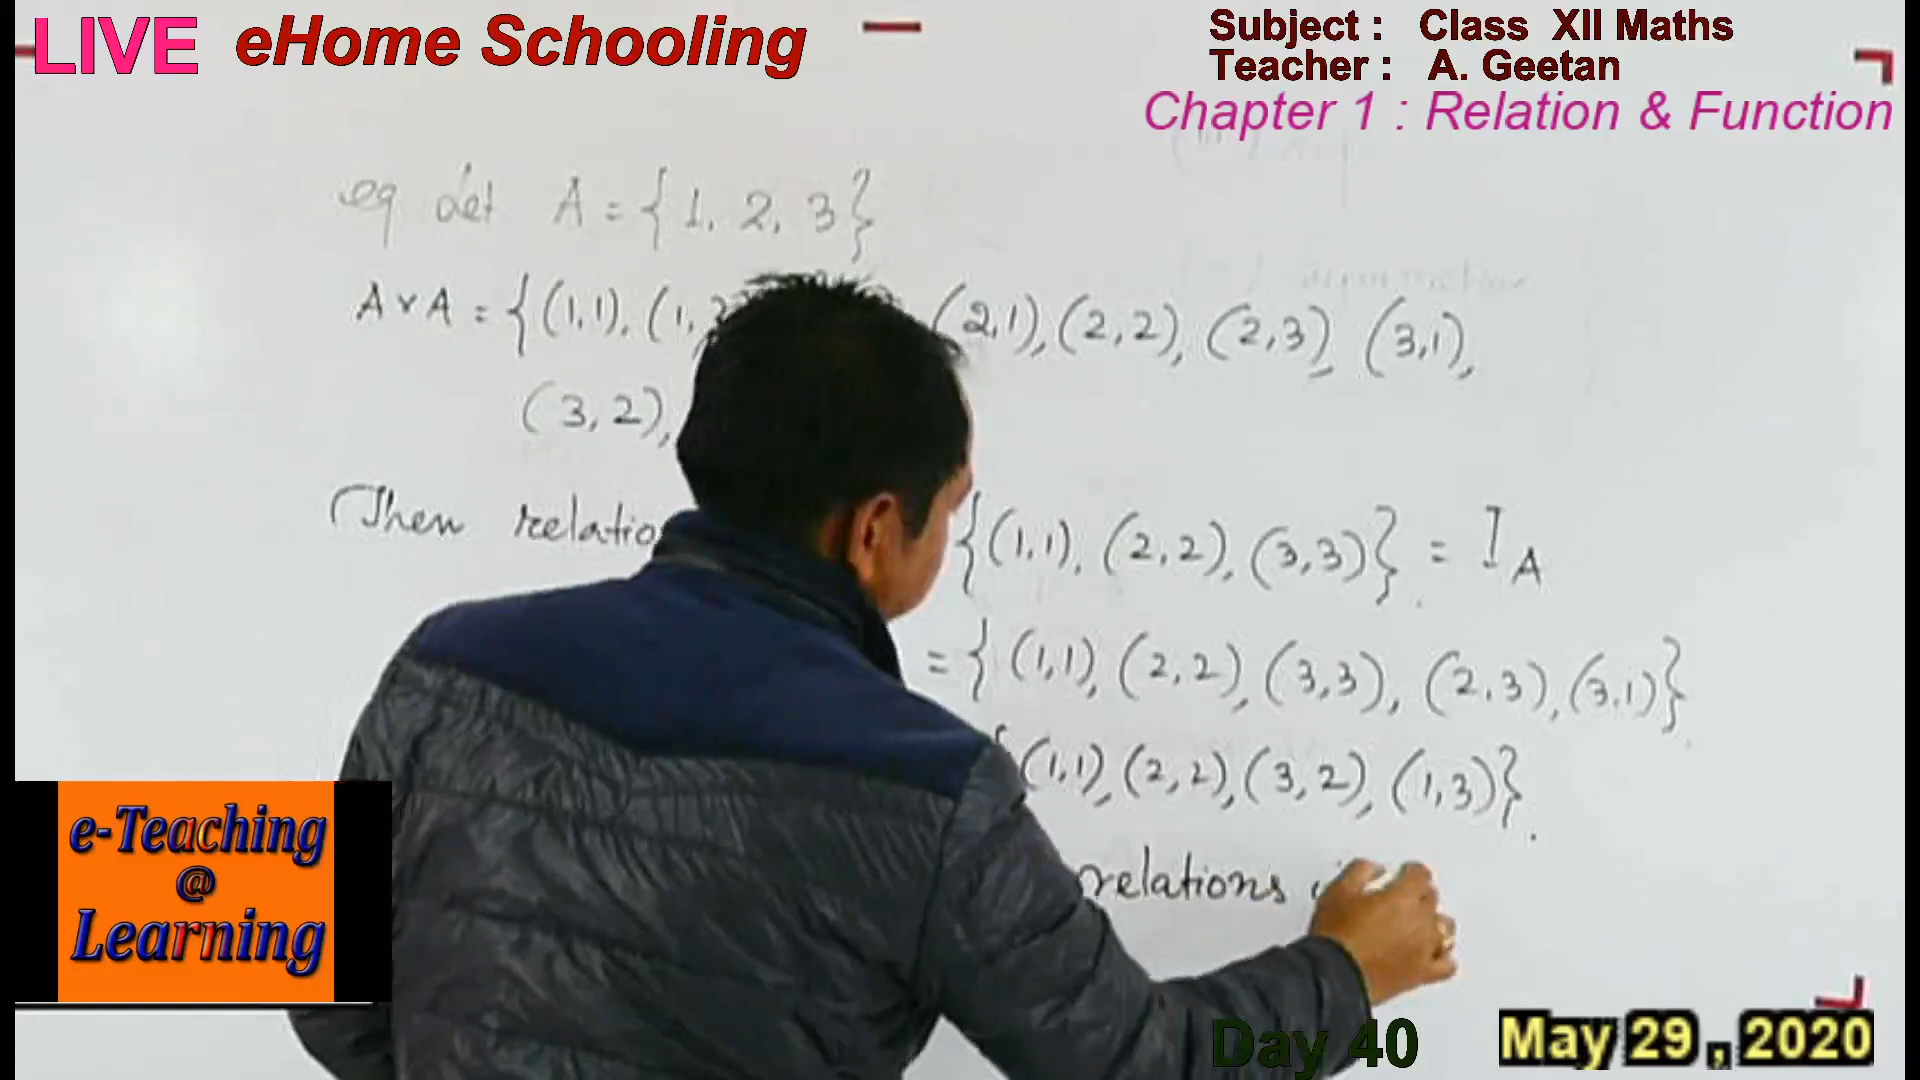 LIVE eHome Schooling
Subject : Class XII Maths
Teacher : A. Geetan
Chapter 1 : Relation & Function
eg Let A = { 1, 2, 3 }
A × A = { (1,1), (1, (2,1), (2,2), (2,3), (3,1),
(3,2),
Then relatio {(1,1), (2,2), (3,3)} = I_A
= { (1,1), (2,2), (3,3), (2,3), (3,1) }
(1,1), (2,2), (3,2), (1,3)}.
relations
e-Teaching
@
Learning
Day 40
May 29 , 2020